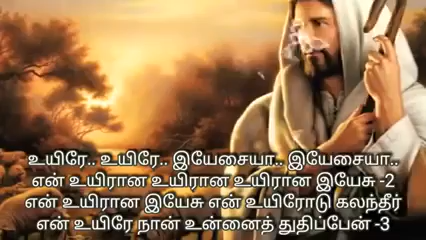 உயிரே.. உயிரே.. இயேசையா.. இயேசையா..
என் உயிரான உயிரான உயிரான இயேசு -2
என் உயிரான இயேசு என் உயிரோடு கலந்தீர்
என் உயிரே நான் உன்னைத் துதிப்பேன் -3